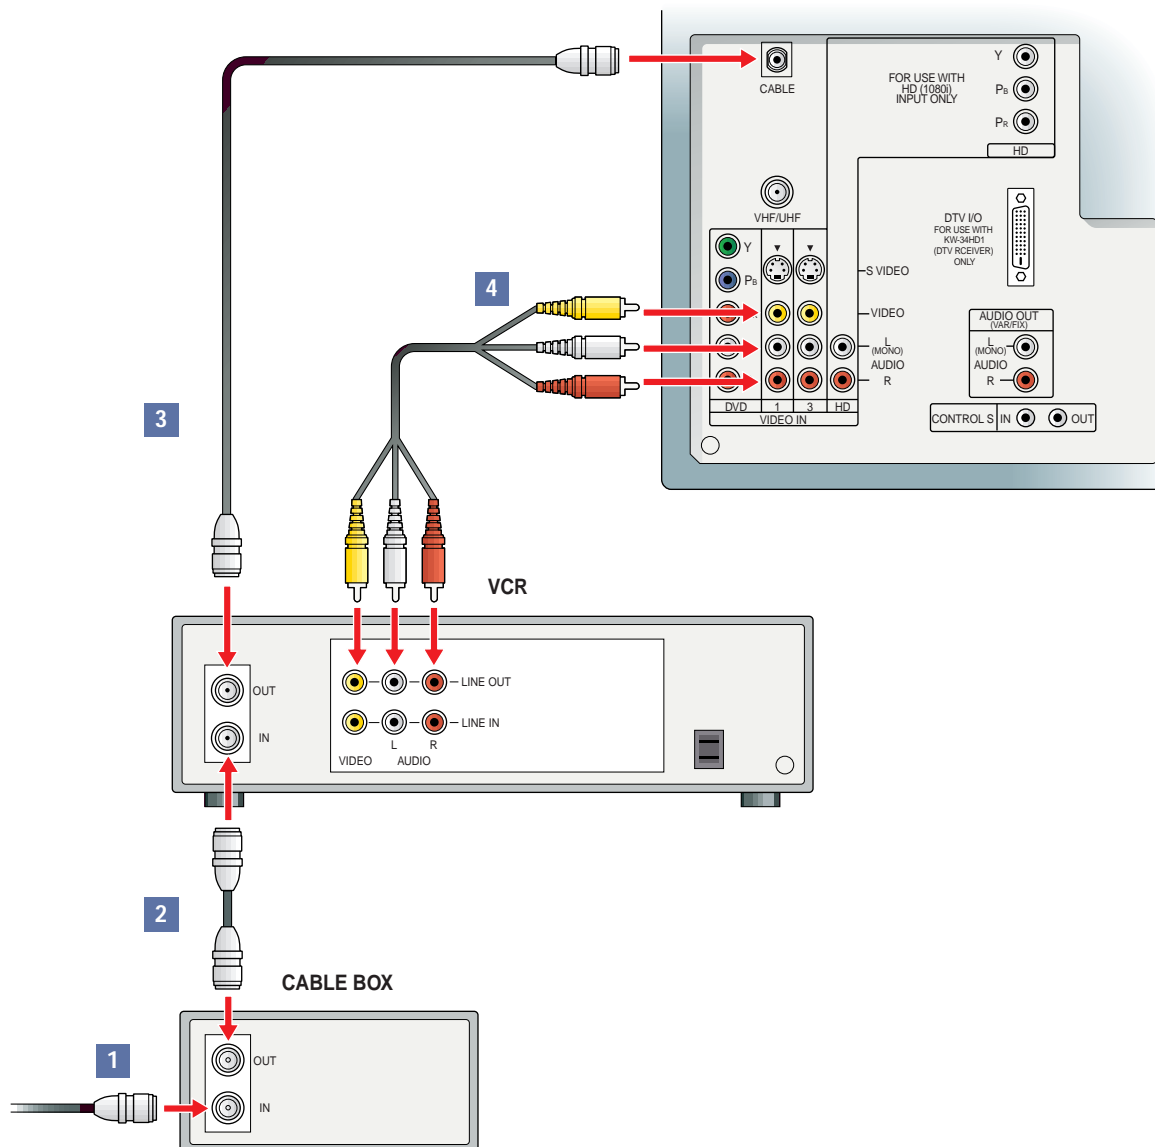 CABLE
FOR USE WITH
HD (1080i)
INPUT ONLY
Y
PB
PR
HD
VHF/UHF
DTV I/O
FOR USE WITH
KW-34HD1
(DTV RCEIVER)
ONLY
Y
PB
S VIDEO
VIDEO
L
(MONO)
AUDIO
R
DVD 1 3 HD
VIDEO IN
AUDIO OUT
(VAR/FIX)
L
(MONO)
AUDIO
R
CONTROL S IN OUT
4
3
VCR
OUT
IN
LINE OUT
LINE IN
L R
VIDEO AUDIO
2
CABLE BOX
1
OUT
IN